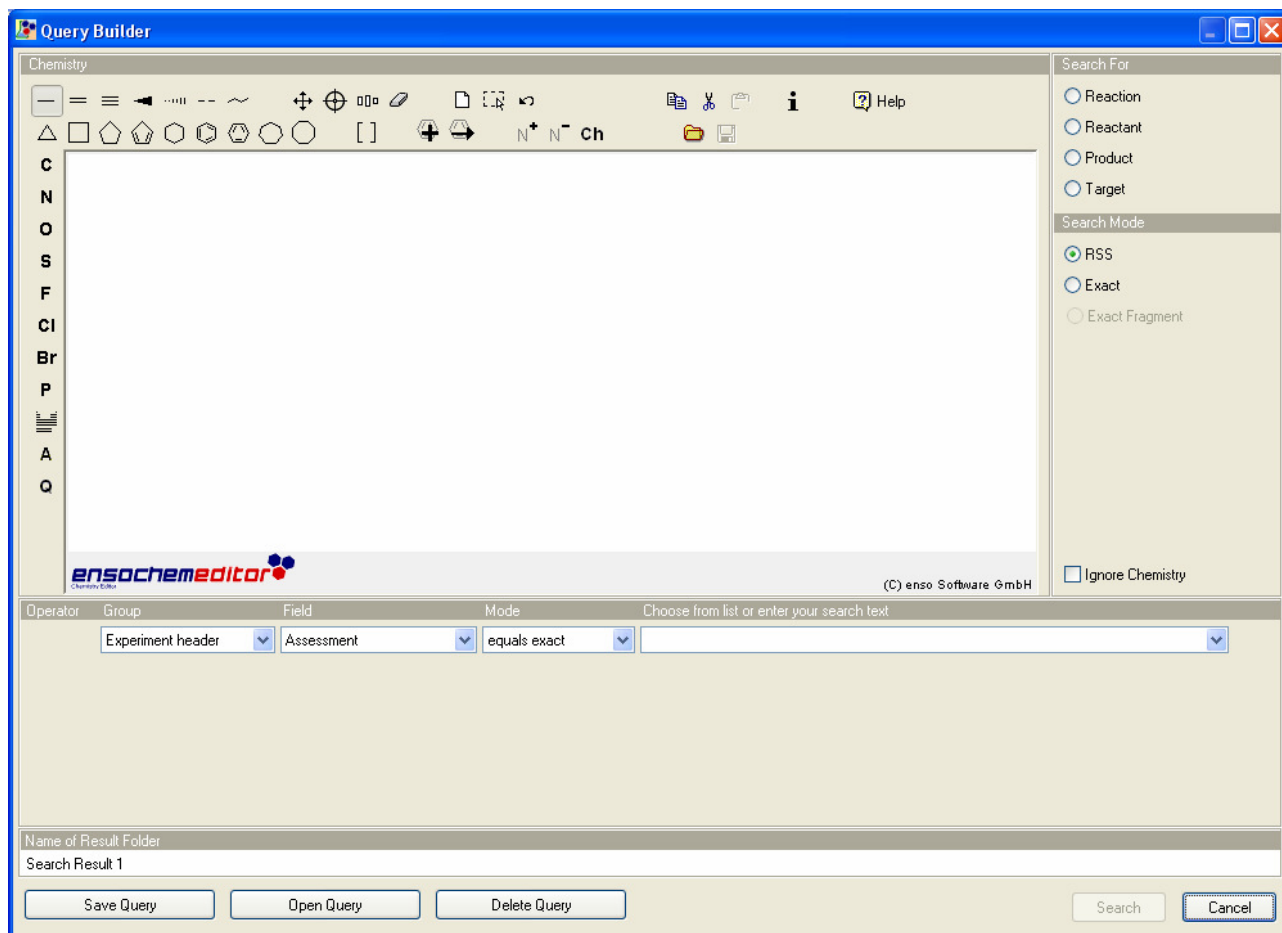 Query Builder
Chemistry
Search For
Help
N+ N- Ch
C
N
O
S
F
Cl
Br
P
A
Q
Reaction
Reactant
Product
Target
Search Mode
RSS
Exact
Exact Fragment
Ignore Chemistry
ensochemeditor
Chemistry Editor
(C) enso Software GmbH
Operator Group Field Mode Choose from list or enter your search text
Experiment header Assessment equals exact
Name of Result Folder
Search Result 1
Save Query Open Query Delete Query Search Cancel